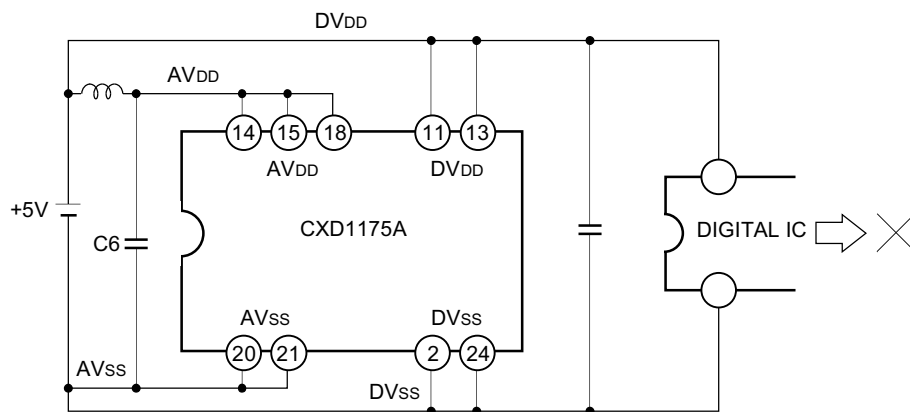 DVDD
AVDD
14 15 18 11 13
AVDD DVDD
+5V
C6
CXD1175A
DIGITAL IC
AVSS DVSS
20 21 2 24
AVSS
DVSS